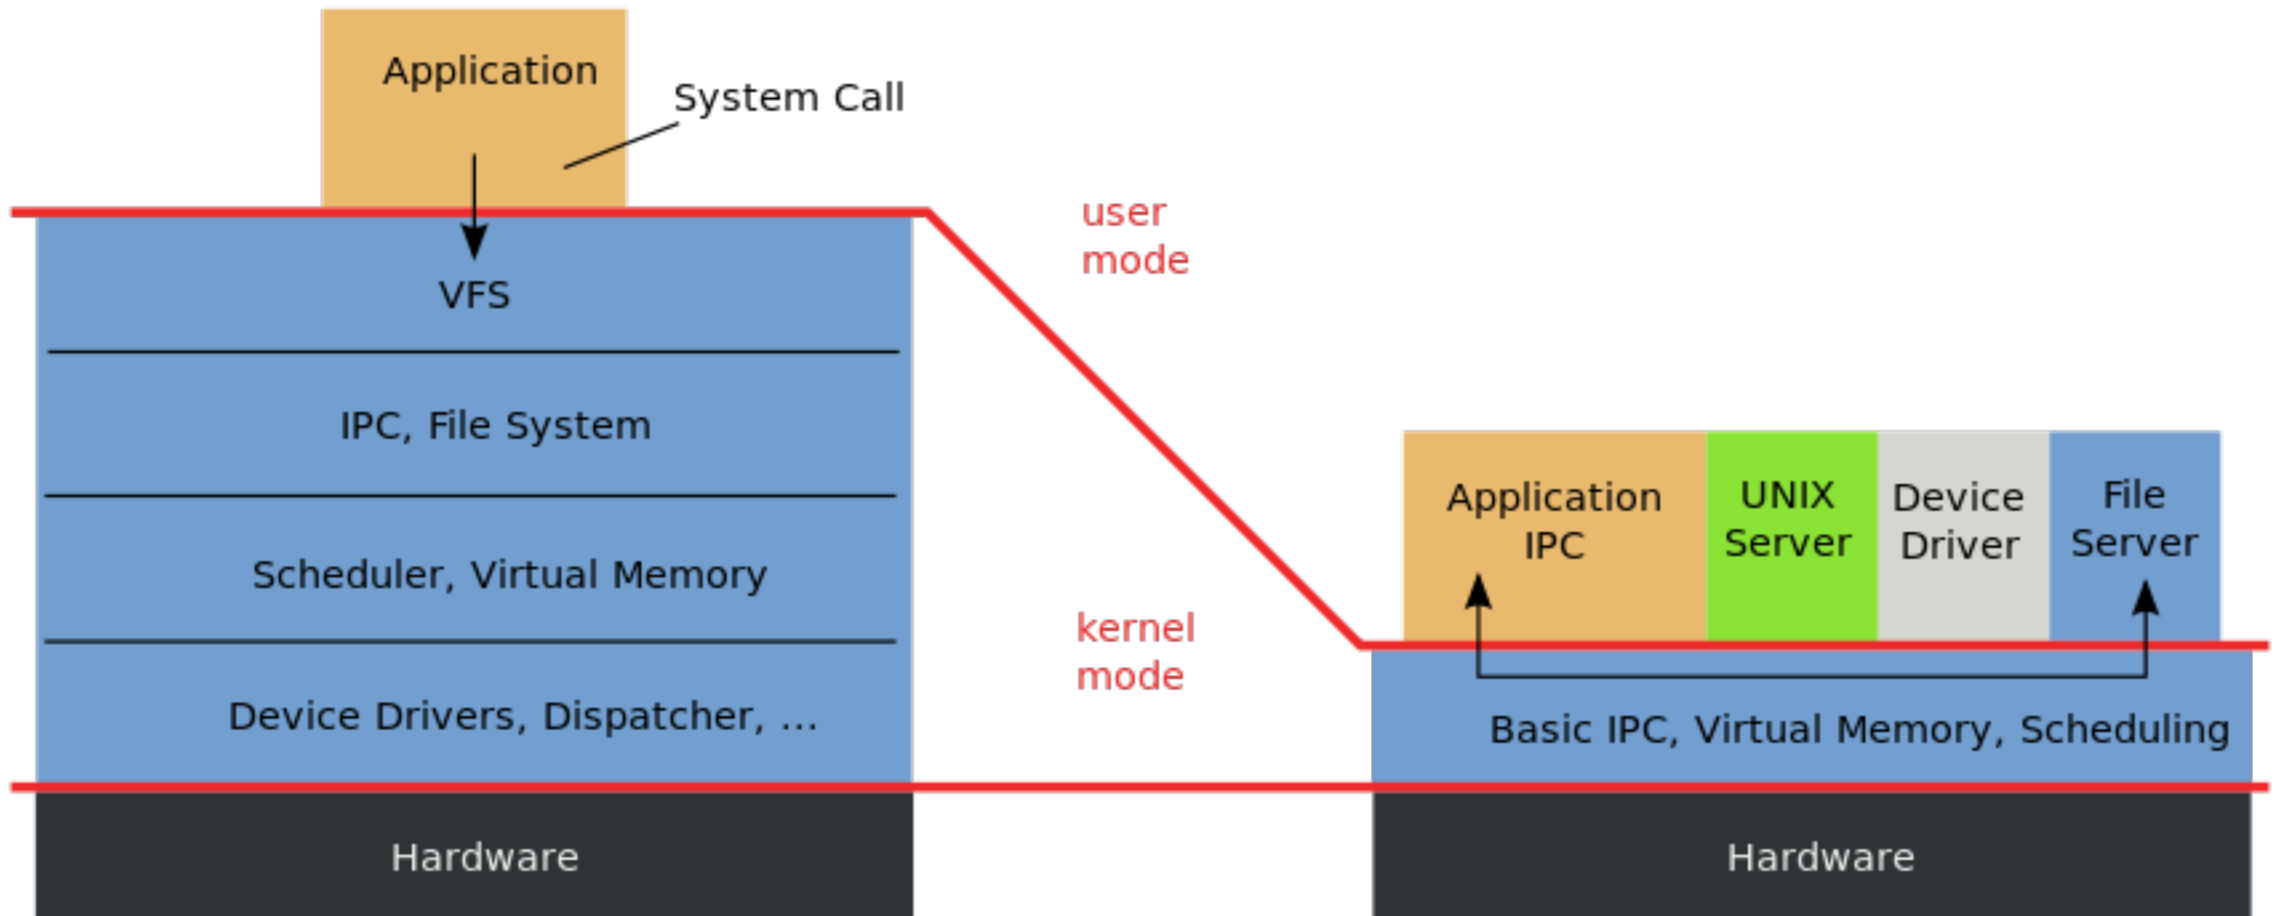 Application
System Call
VFS
IPC, File System
Scheduler, Virtual Memory
Device Drivers, Dispatcher, ...
Hardware
user
mode
kernel
mode
Application
IPC
UNIX
Server
Device
Driver
File
Server
Basic IPC, Virtual Memory, Scheduling
Hardware